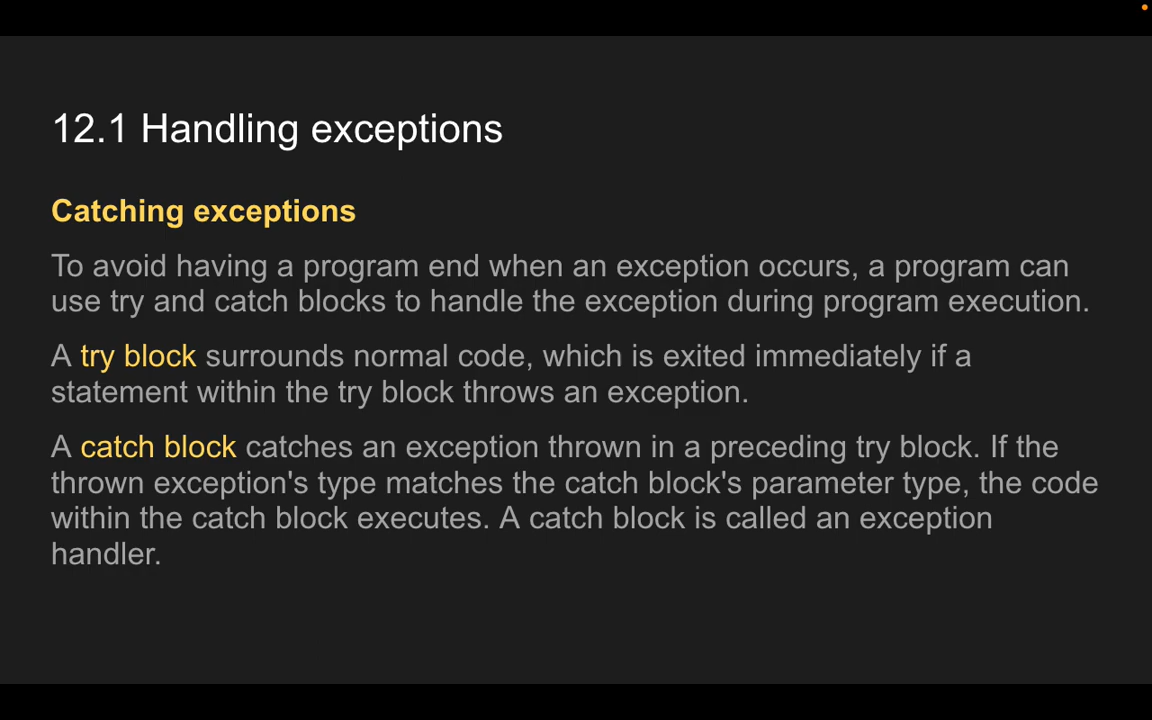 12.1 Handling exceptions
Catching exceptions
To avoid having a program end when an exception occurs, a program can
use try and catch blocks to handle the exception during program execution.
A try block surrounds normal code, which is exited immediately if a
statement within the try block throws an exception.
A catch block catches an exception thrown in a preceding try block. If the
thrown exception's type matches the catch block's parameter type, the code
within the catch block executes. A catch block is called an exception
handler.